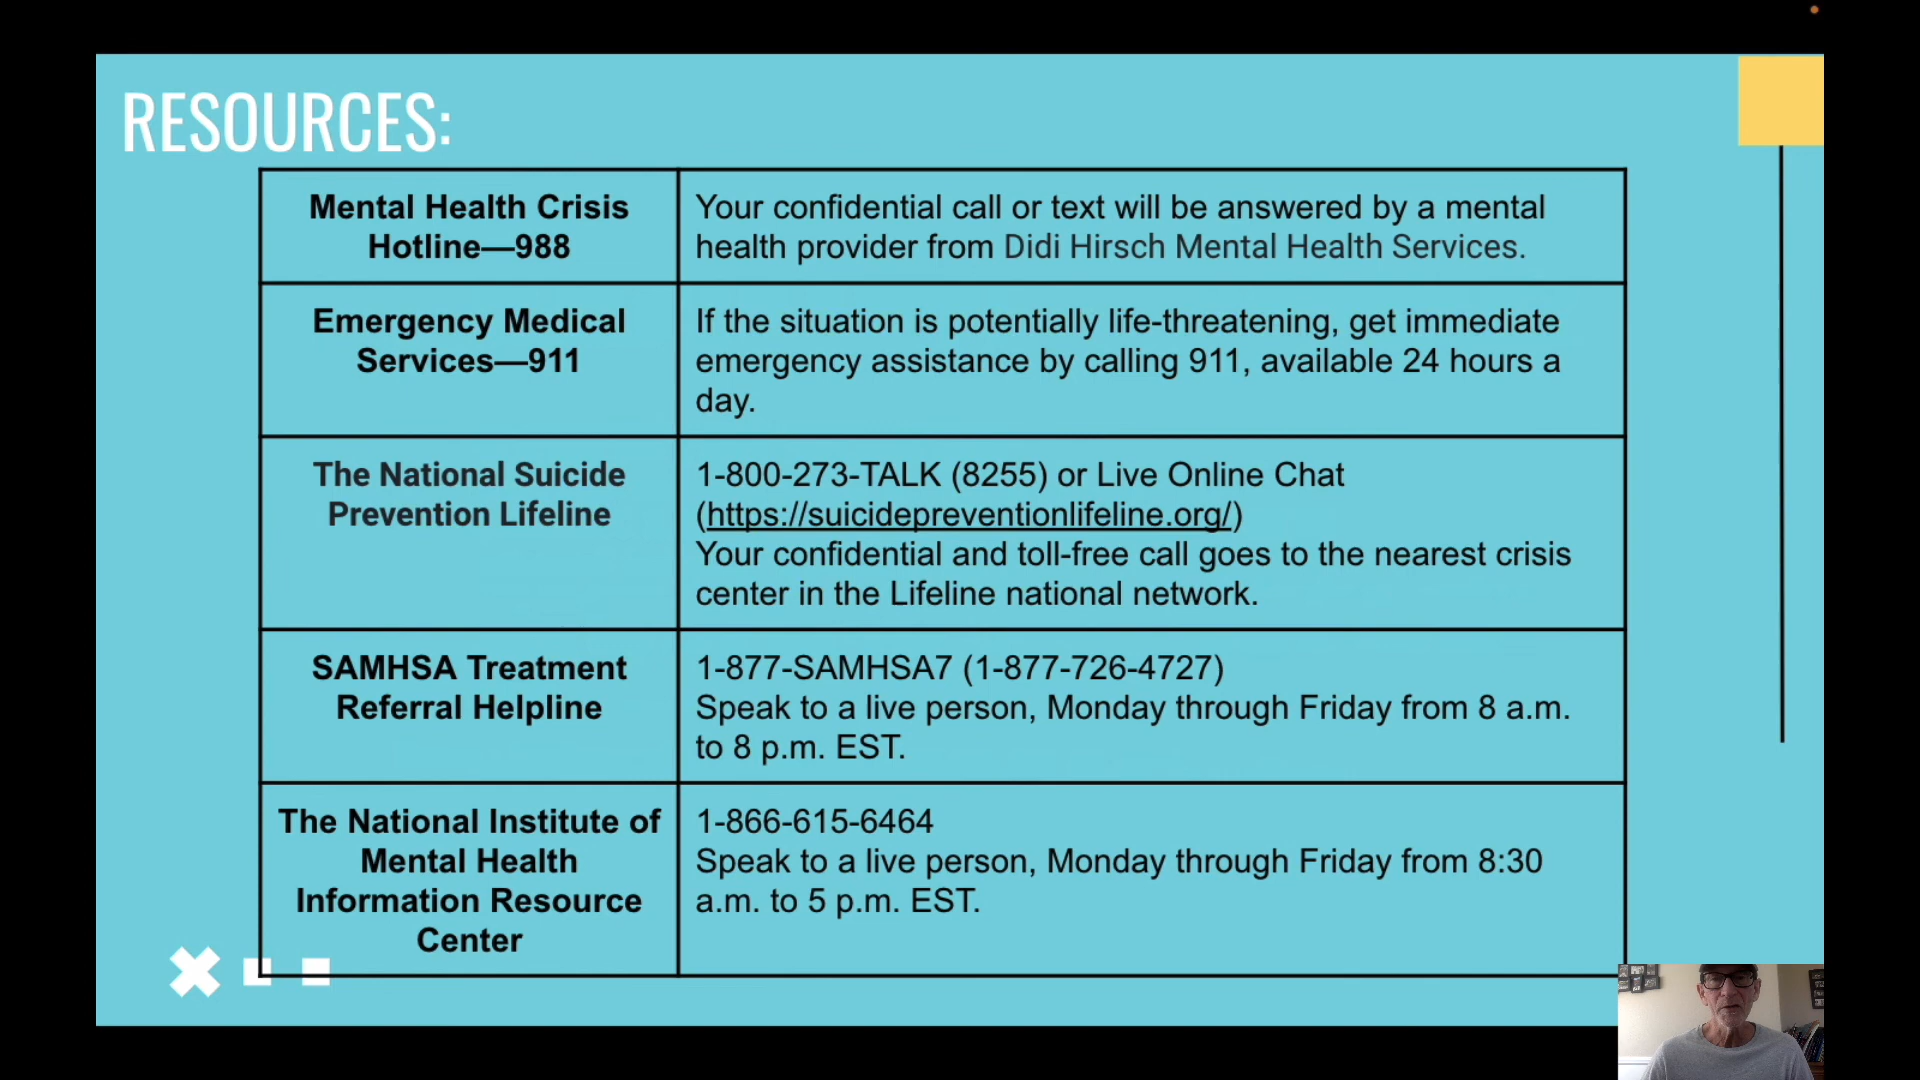 RESOURCES:
Mental Health Crisis
Hotline—988
Your confidential call or text will be answered by a mental
health provider from Didi Hirsch Mental Health Services.
Emergency Medical
Services—911
If the situation is potentially life-threatening, get immediate
emergency assistance by calling 911, available 24 hours a
day.
The National Suicide
Prevention Lifeline
1-800-273-TALK (8255) or Live Online Chat
(https://suicidepreventionlifeline.org/)
Your confidential and toll-free call goes to the nearest crisis
center in the Lifeline national network.
SAMHSA Treatment
Referral Helpline
1-877-SAMHSA7 (1-877-726-4727)
Speak to a live person, Monday through Friday from 8 a.m.
to 8 p.m. EST.
The National Institute of
Mental Health
Information Resource
Center
1-866-615-6464
Speak to a live person, Monday through Friday from 8:30
a.m. to 5 p.m. EST.